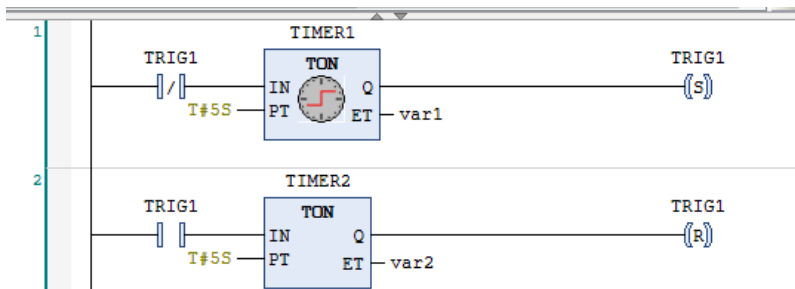 1
TIMER1
TRIG1 TON TRIG1
/ IN Q S
T#5S PT ET var1
2
TIMER2
TRIG1 TON TRIG1
IN Q R
T#5S PT ET var2